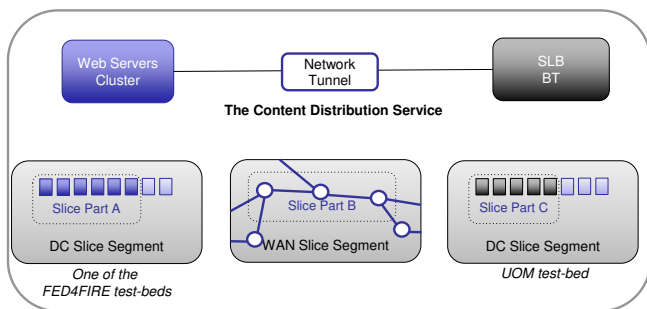 Web Servers
Cluster
Network
Tunnel
SLB
BT
The Content Distribution Service
Slice Part A
DC Slice Segment
One of the
FED4FIRE test-beds
Slice Part B
WAN Slice Segment
Slice Part C
DC Slice Segment
UOM test-bed